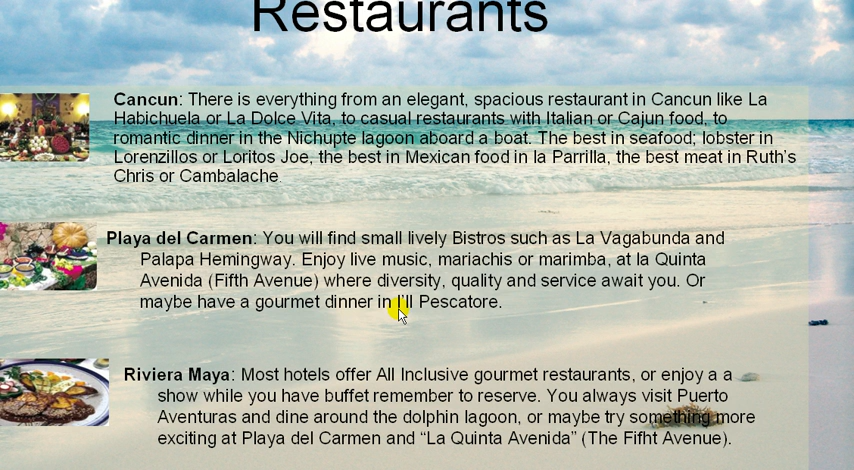 Restaurants
Cancun: There is everything from an elegant, spacious restaurant in Cancun like La
Habichuela or La Dolce Vita, to casual restaurants with Italian or Cajun food, to
romantic dinner in the Nichupte lagoon aboard a boat. The best in seafood; lobster in
Lorenzillos or Loritos Joe, the best in Mexican food in la Parrilla, the best meat in Ruth's
Chris or Cambalache.
Playa del Carmen: You will find small lively Bistros such as La Vagabunda and
Palapa Hemingway. Enjoy live music, mariachis or marimba, at la Quinta
Avenida (Fifth Avenue) where diversity, quality and service await you. Or
maybe have a gourmet dinner in I'll Pescatore.
Riviera Maya: Most hotels offer All Inclusive gourmet restaurants, or enjoy a a
show while you have buffet remember to reserve. You always visit Puerto
Aventuras and dine around the dolphin lagoon, or maybe try something more
exciting at Playa del Carmen and “La Quinta Avenida” (The Fifht Avenue).